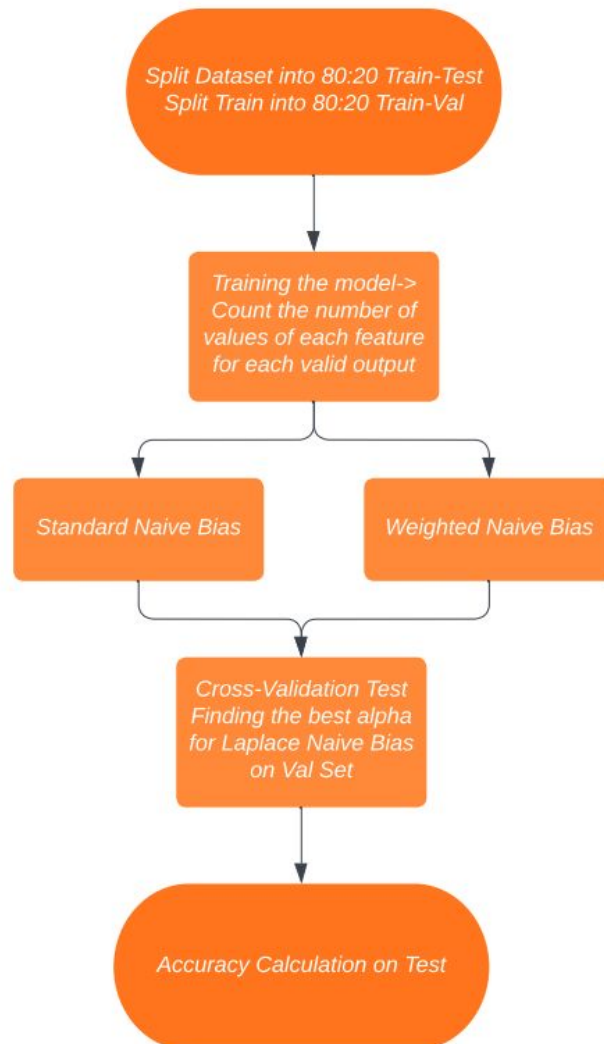 Split Dataset into 80:20 Train-Test
Split Train into 80:20 Train-Val
Training the model->
Count the number of
values of each feature
for each valid output
Standard Naive Bias
Weighted Naive Bias
Cross-Validation Test
Finding the best alpha
for Laplace Naive Bias
on Val Set
Accuracy Calculation on Test